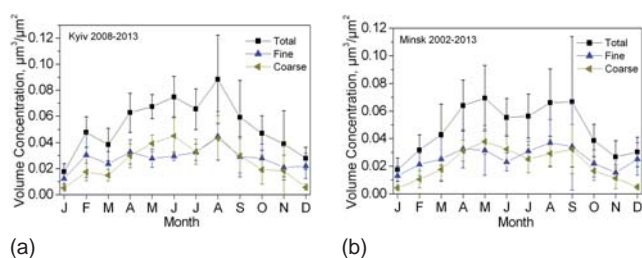 Kyiv 2008-2013
Total
Fine
Coarse
0.12
0.10
0.08
0.06
0.04
0.02
0.00
Volume Concentration, μm³/μm²
J F M A M J J A S O N D
Month
(a)
Minsk 2002-2013
Total
Fine
Coarse
0.12
0.10
0.08
0.06
0.04
0.02
0.00
Volume Concentration, μm³/μm²
J F M A M J J A S O N D
Month
(b)